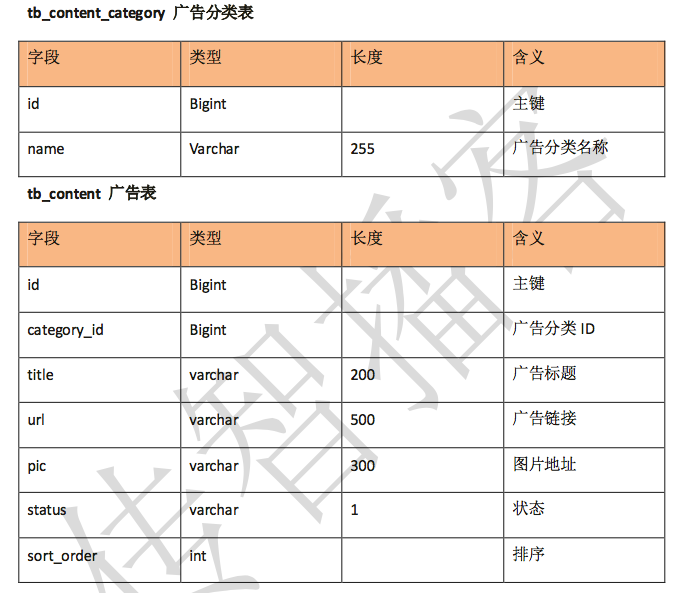 tb_content_category 广告分类表
字段 类型 长度 含义
id Bigint 主键
name Varchar 255 广告分类名称
tb_content 广告表
字段 类型 长度 含义
id Bigint 主键
category_id Bigint 广告分类 ID
title varchar 200 广告标题
url varchar 500 广告链接
pic varchar 300 图片地址
status varchar 1 状态
sort_order int 排序
传智播客